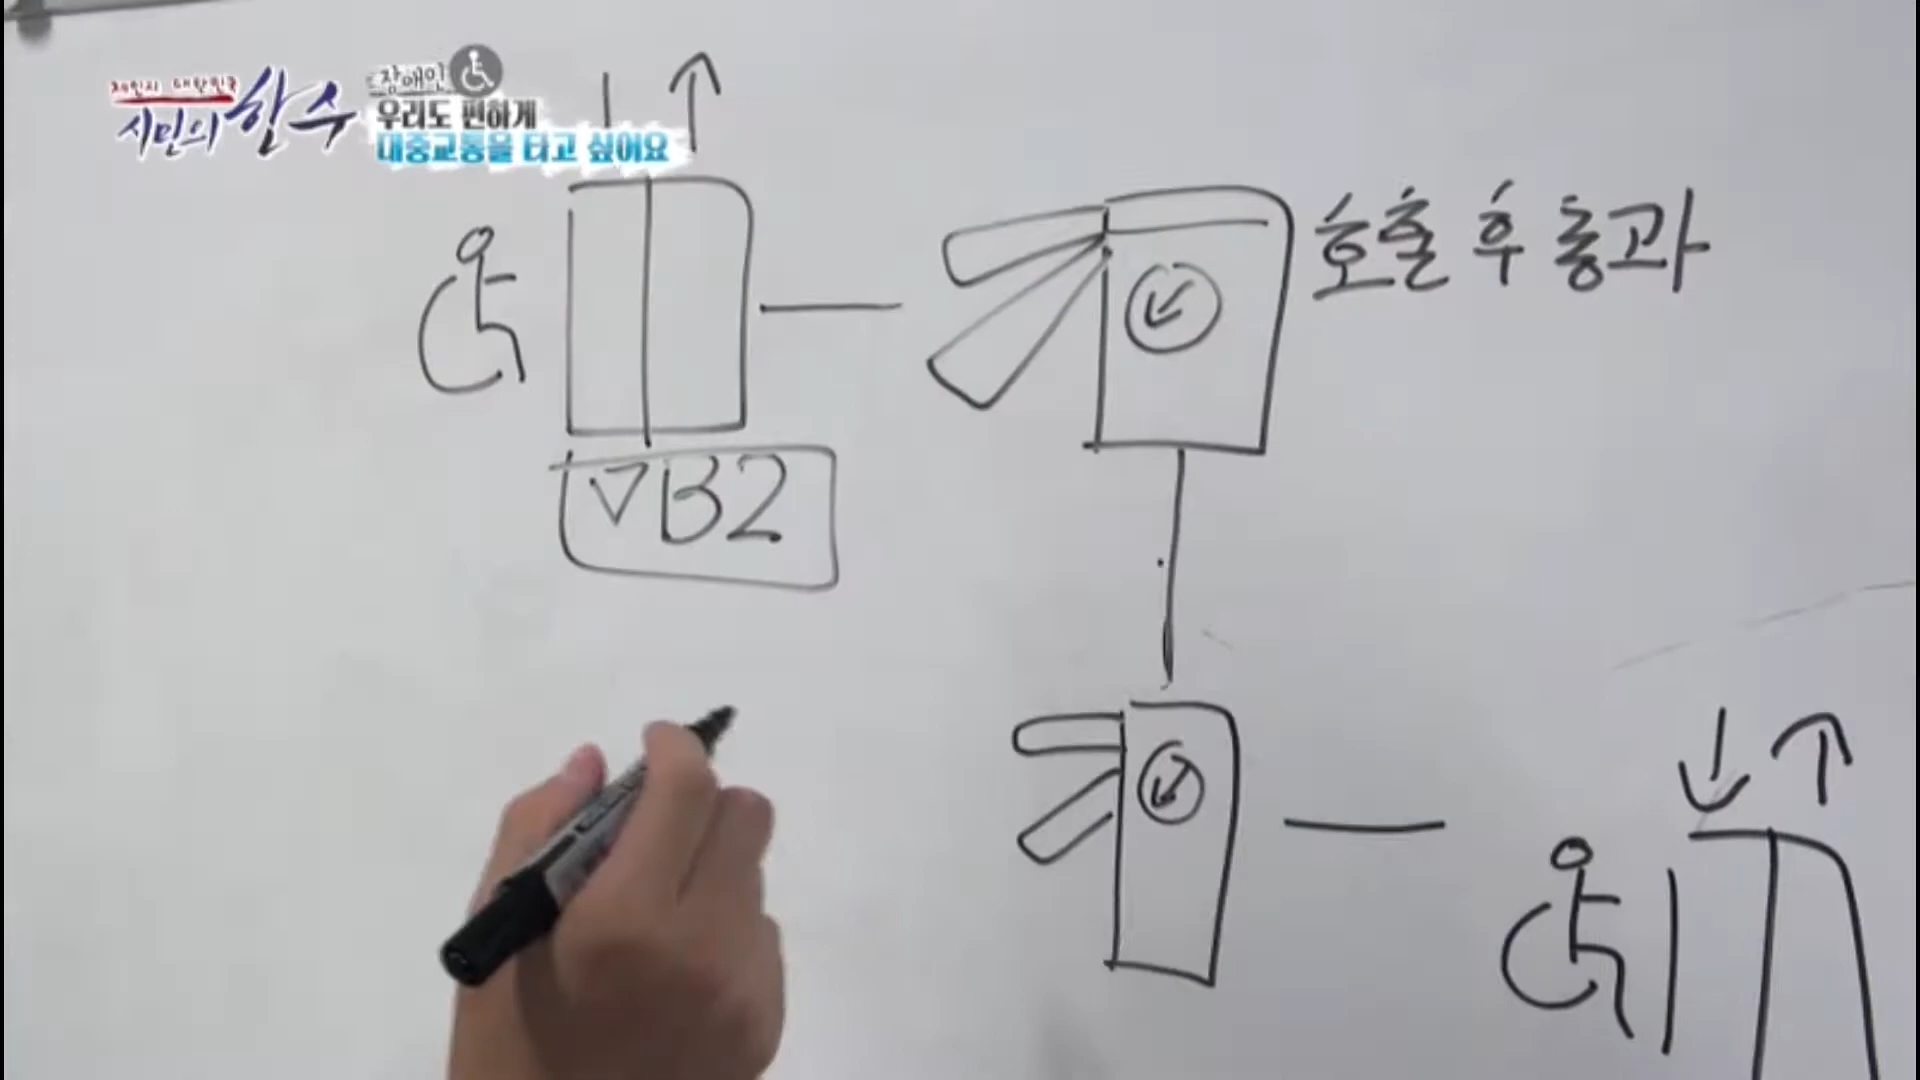 시민의 한 수
장애인
우리도 편하게
대중교통을 타고 싶어요
호출 후 통과
▽B2